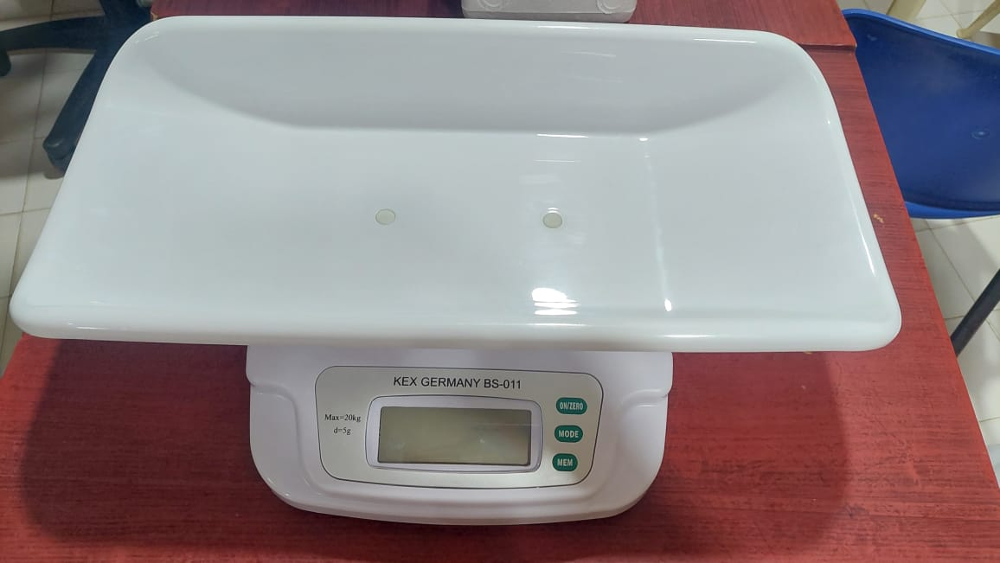 KEX GERMANY BS-011
Max=20kg
d=5g
ON/ZERO
MODE
MEM